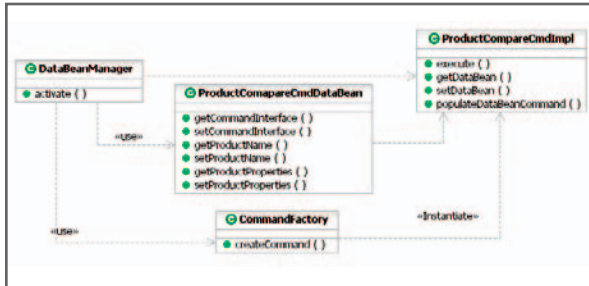 ProductCompareCmdImpl
execute ( )
getDataBean ( )
setDataBean ( )
populateDataBeanCommand ( )
DataBeanManager
activate ( )
ProductComapareCmdDataBean
getCommandInterface ( )
setCommandInterface ( )
getProductName ( )
setProductName ( )
getProductProperties ( )
setProductProperties ( )
«use»
CommandFactory
createCommand ( )
«Instantiate»
«use»